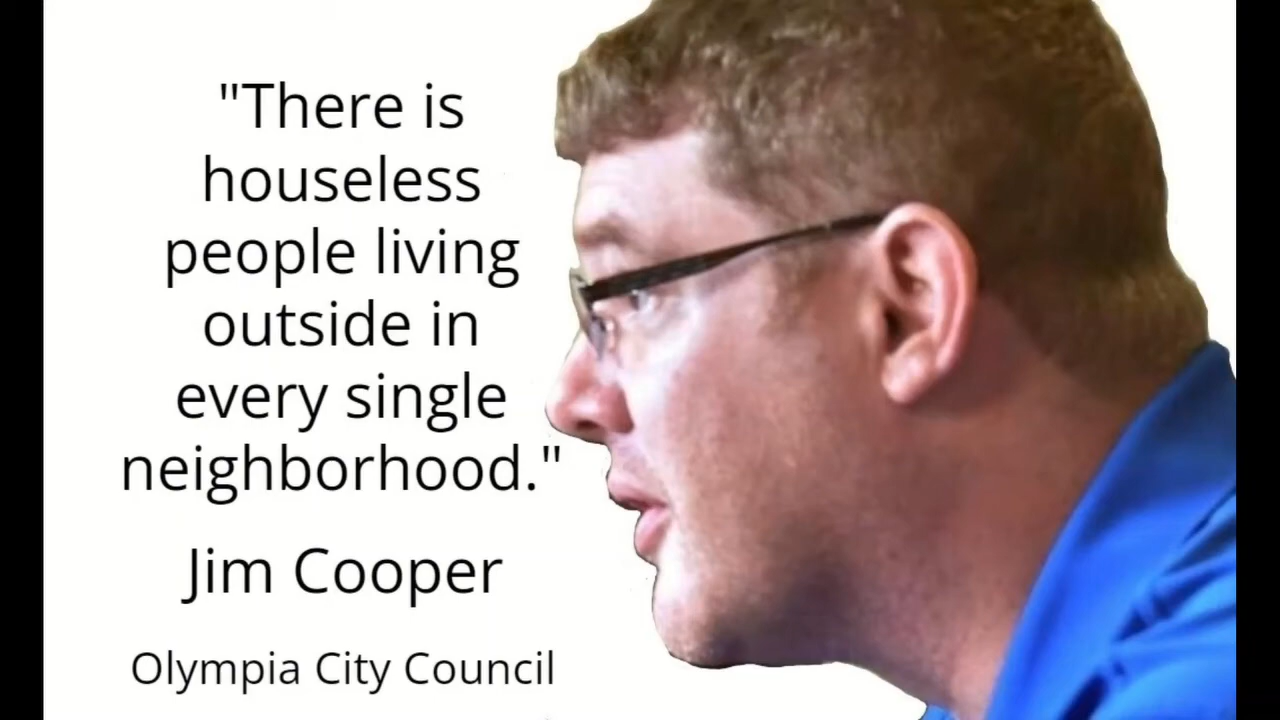 "There is
houseless
people living
outside in
every single
neighborhood."
Jim Cooper
Olympia City Council